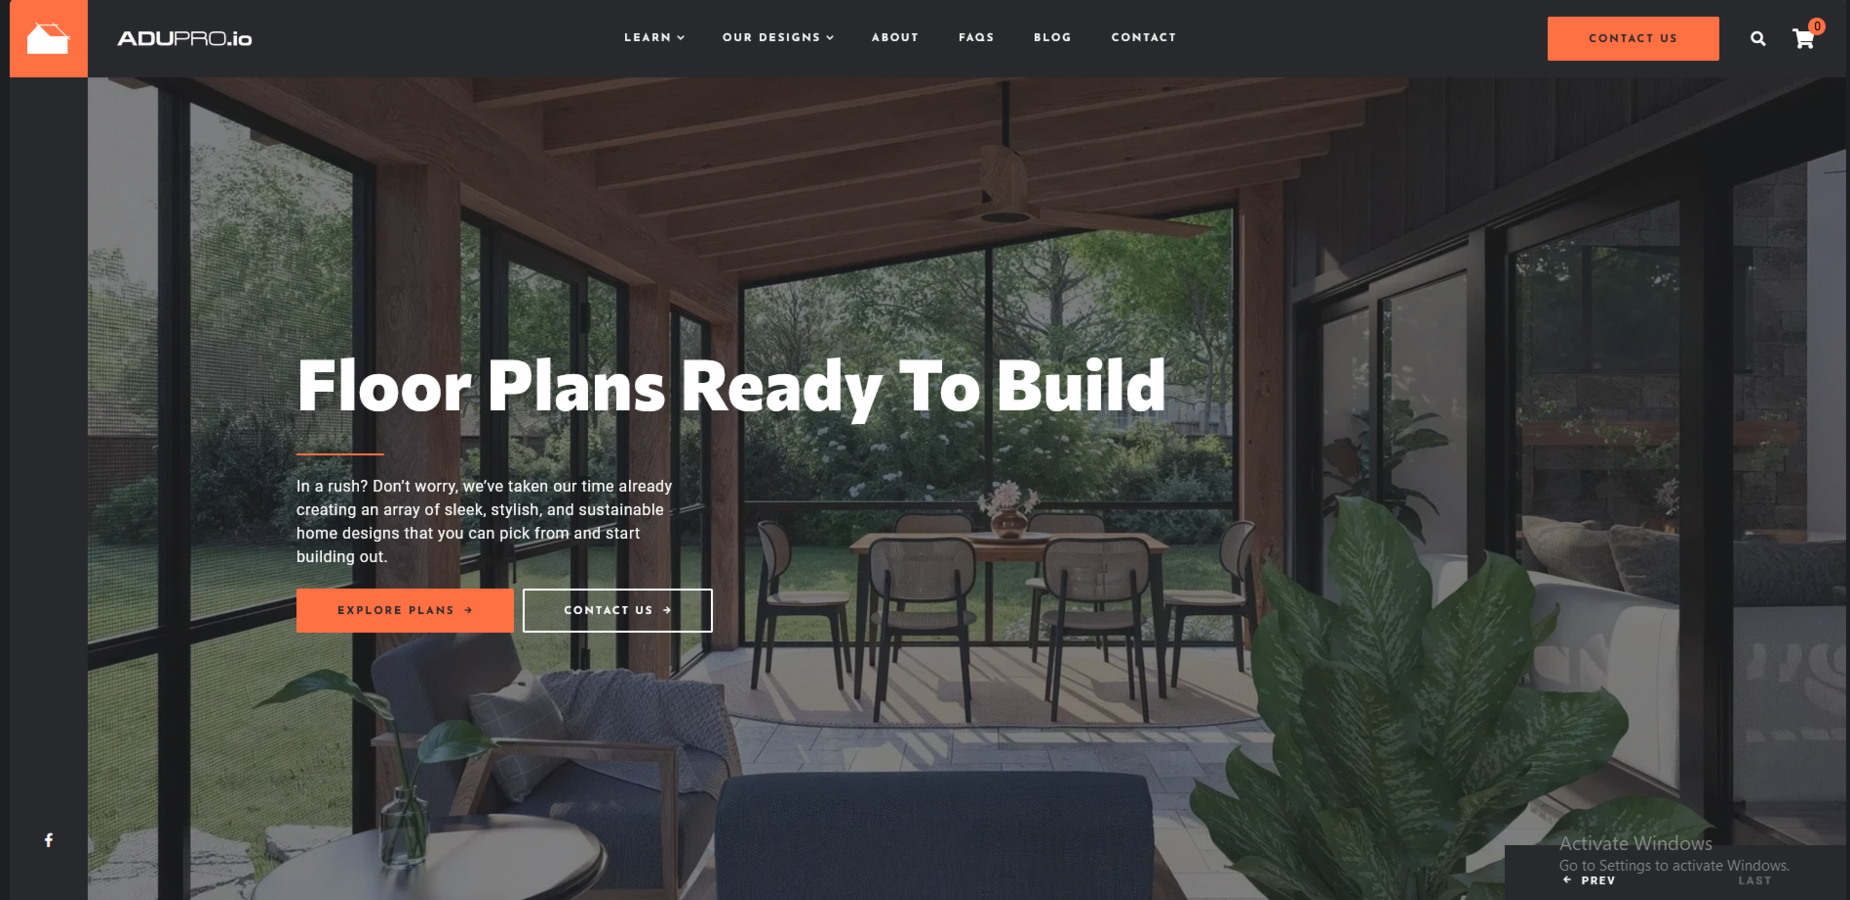 ADUPRO.io
LEARN
OUR DESIGNS
ABOUT
FAQS
BLOG
CONTACT
CONTACT US
0
Floor Plans Ready To Build
In a rush? Don’t worry, we’ve taken our time already
creating an array of sleek, stylish, and sustainable
home designs that you can pick from and start
building out.
EXPLORE PLANS →
CONTACT US →
f
Activate Windows
Go to Settings to activate Windows.
← PREV
LAST